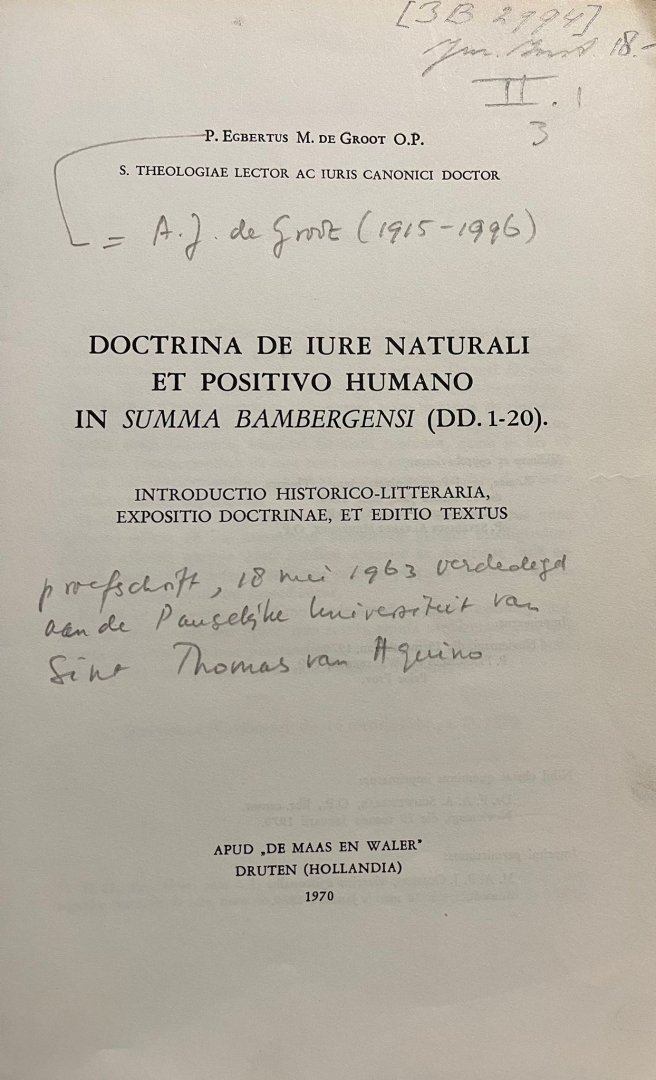 [3B 2994]
18.-
II. 1
3
P. EGBERTUS M. DE GROOT O.P.
S. THEOLOGIAE LECTOR AC IURIS CANONICI DOCTOR
= A.J. de Groot (1915-1996)
DOCTRINA DE IURE NATURALI
ET POSITIVO HUMANO
IN SUMMA BAMBERGENSI (DD. 1-20).
INTRODUCTIO HISTORICO-LITTERARIA,
EXPOSITIO DOCTRINAE, ET EDITIO TEXTUS
proefschrift, 18 mei 1963 verdedegd
aan de Pauselijke Universiteit van
Sint Thomas van Aquino
APUD „DE MAAS EN WALER"
DRUTEN (HOLLANDIA)
1970